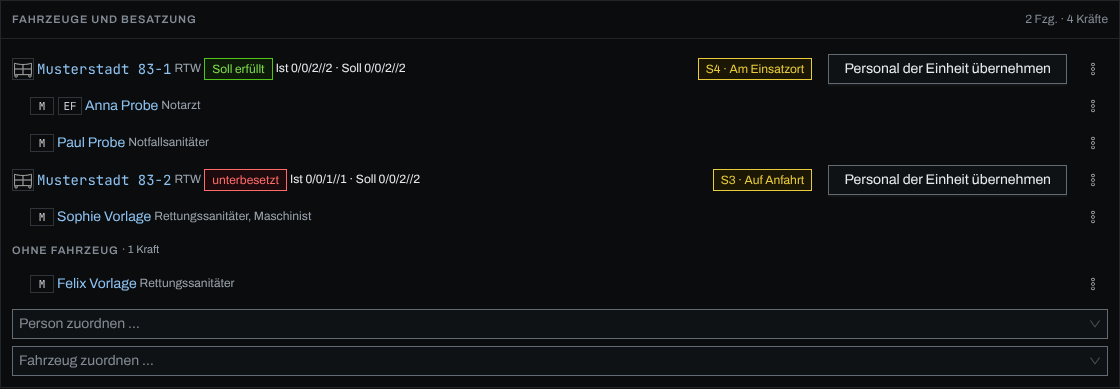 FAHRZEUGE UND BESATZUNG 2 Fzg. · 4 Kräfte
Musterstadt 83-1 RTW Soll erfüllt Ist 0/0/2//2 · Soll 0/0/2//2 S4 · Am Einsatzort Personal der Einheit übernehmen
M EF Anna Probe Notarzt
M Paul Probe Notfallsanitäter
Musterstadt 83-2 RTW unterbesetzt Ist 0/0/1//1 · Soll 0/0/2//2 S3 · Auf Anfahrt Personal der Einheit übernehmen
M Sophie Vorlage Rettungssanitäter, Maschinist
OHNE FAHRZEUG · 1 Kraft
M Felix Vorlage Rettungssanitäter
Person zuordnen ...
Fahrzeug zuordnen ...